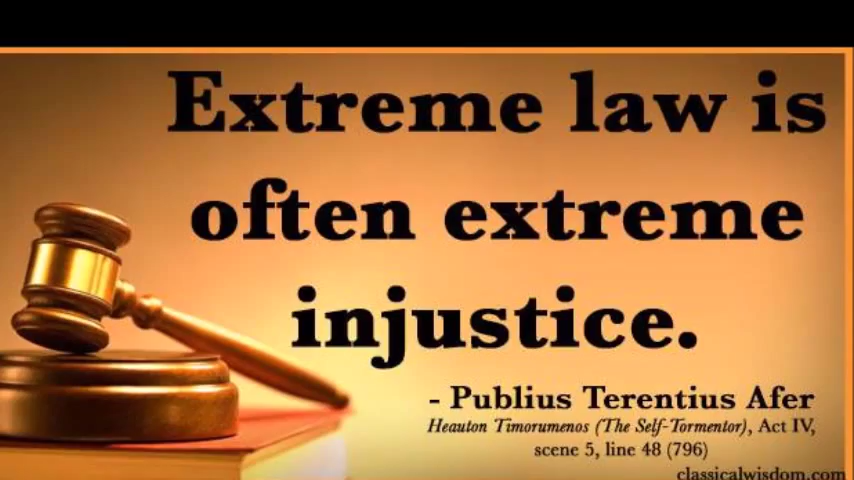 Extreme law is
often extreme
injustice.
- Publius Terentius Afer
Heauton Timorumenos (The Self-Tormentor), Act IV,
scene 5, line 48 (796)
classicalwisdom.com